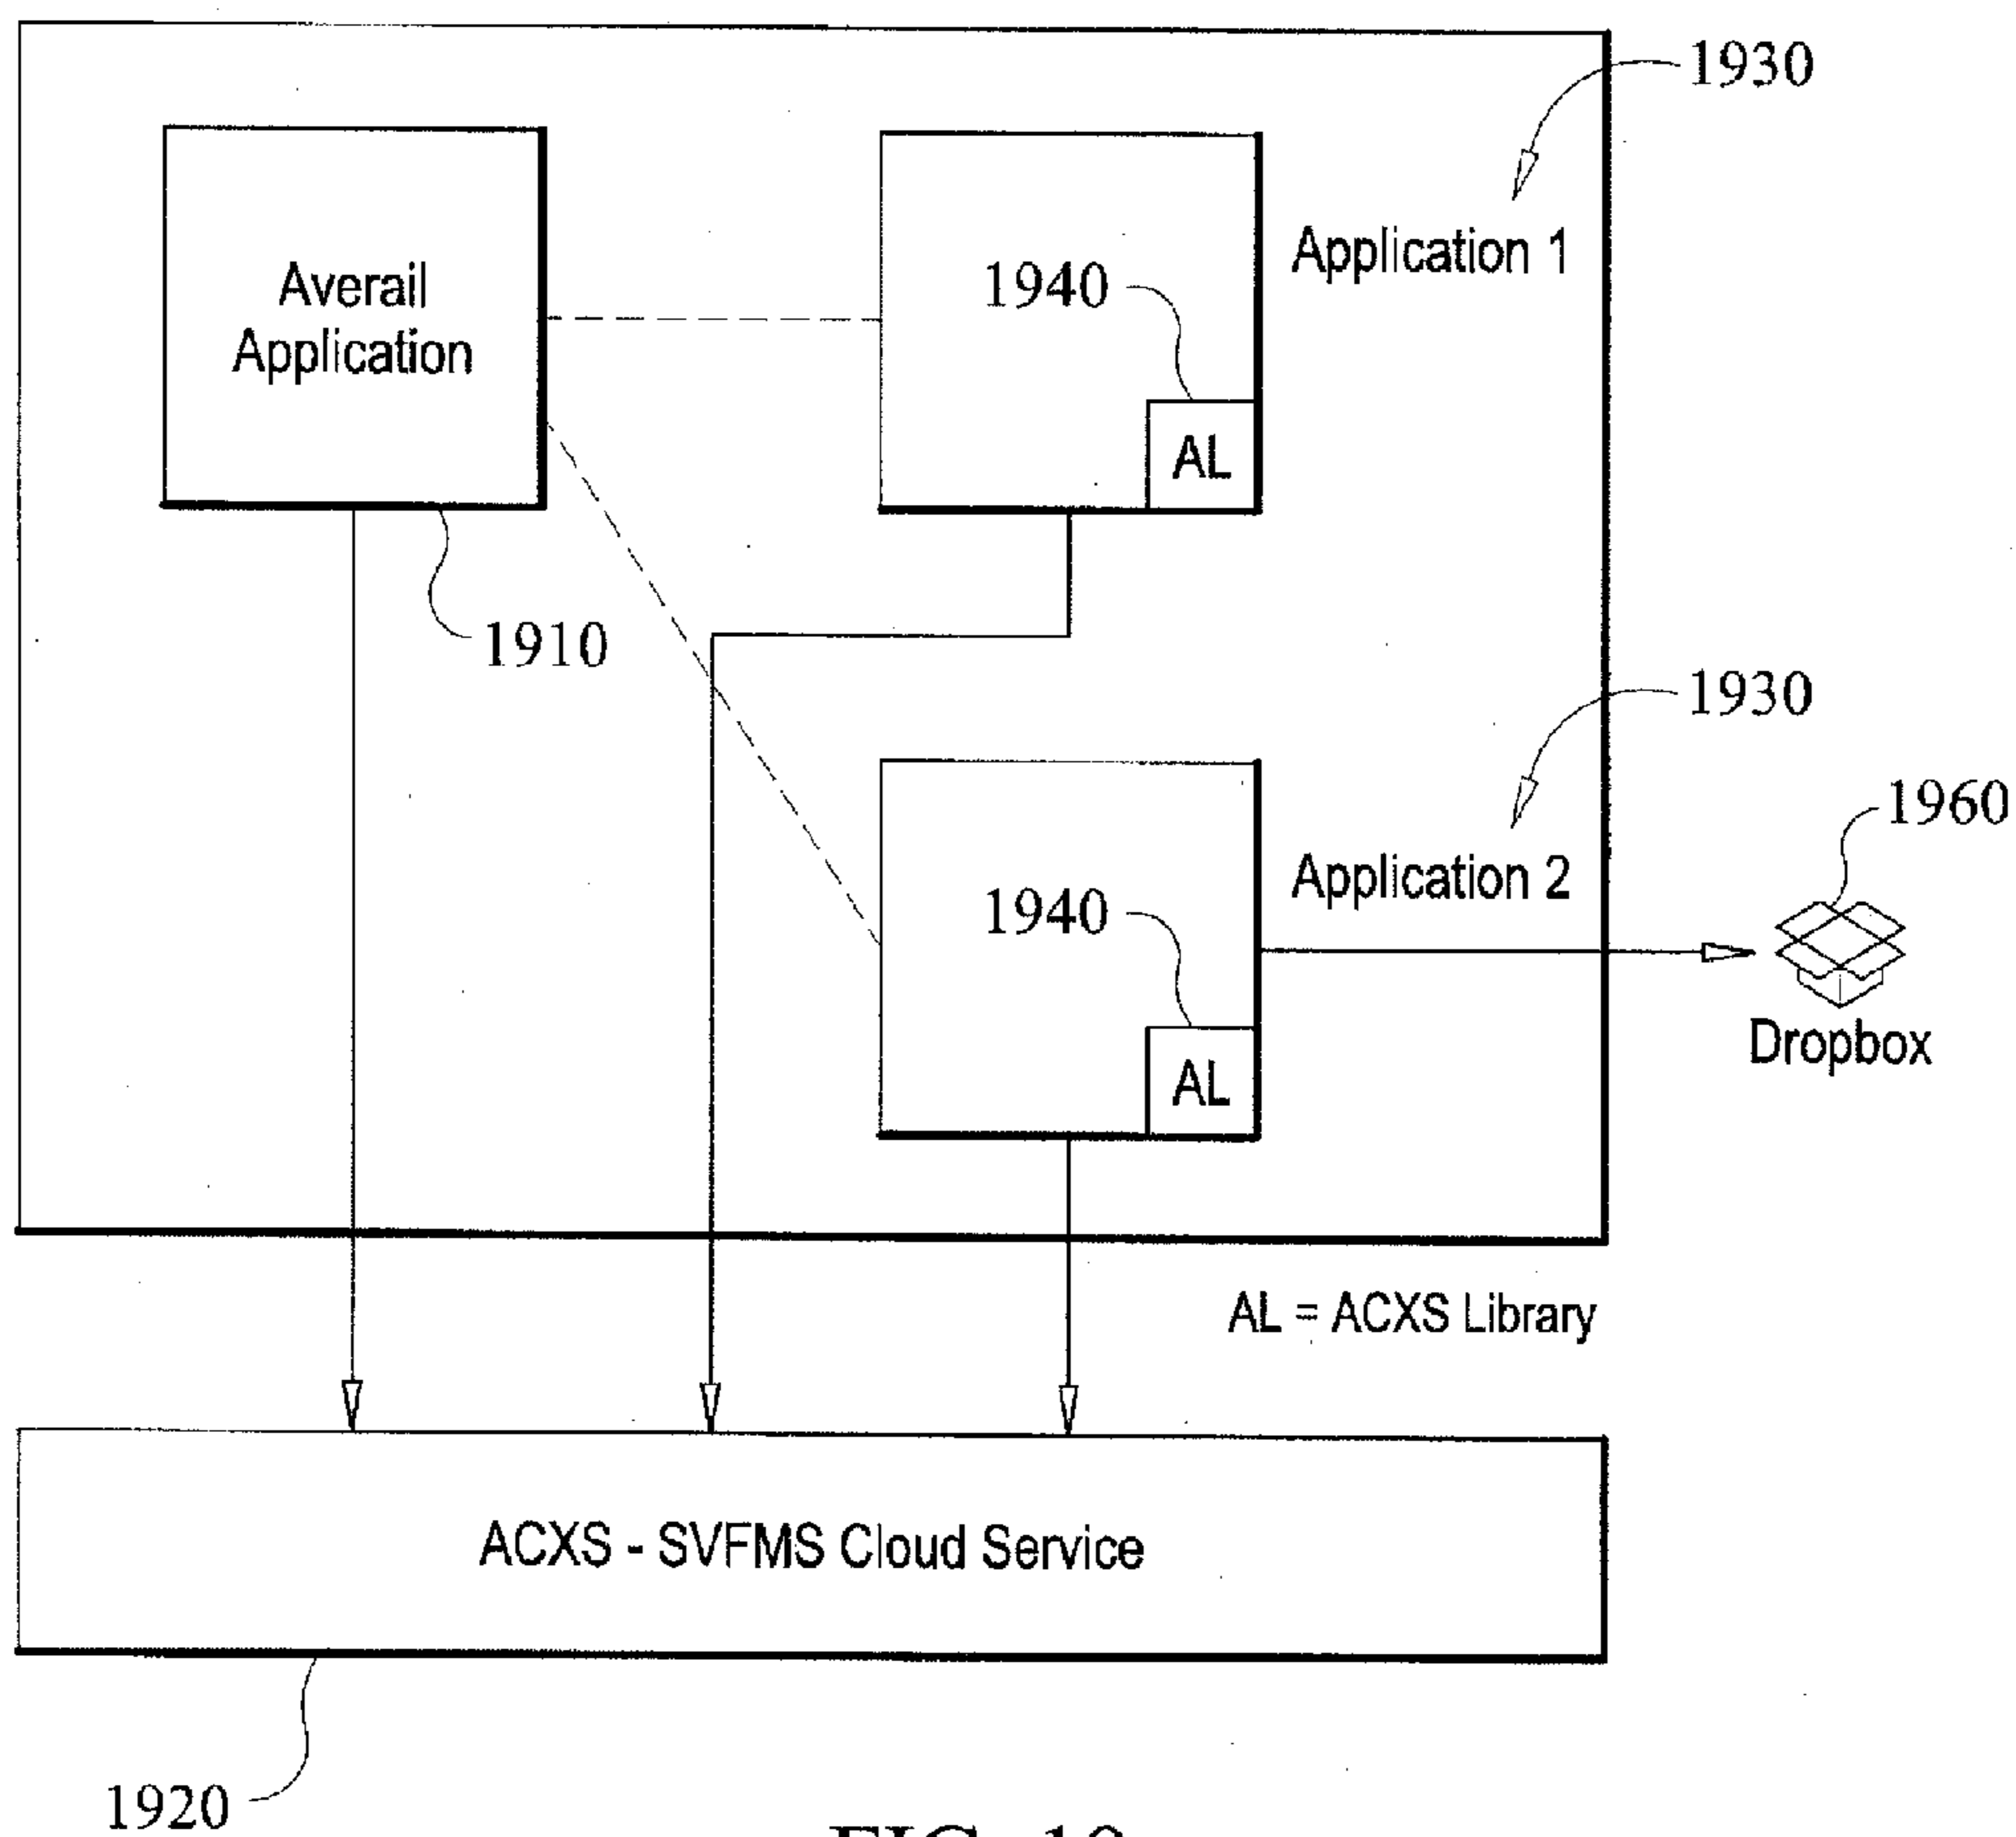 1930
Averail
Application
1940
Application 1
AL
1910
1930
1960
1940
Application 2
AL
Dropbox
AL = ACXS Library
ACXS - SVFMS Cloud Service
1920